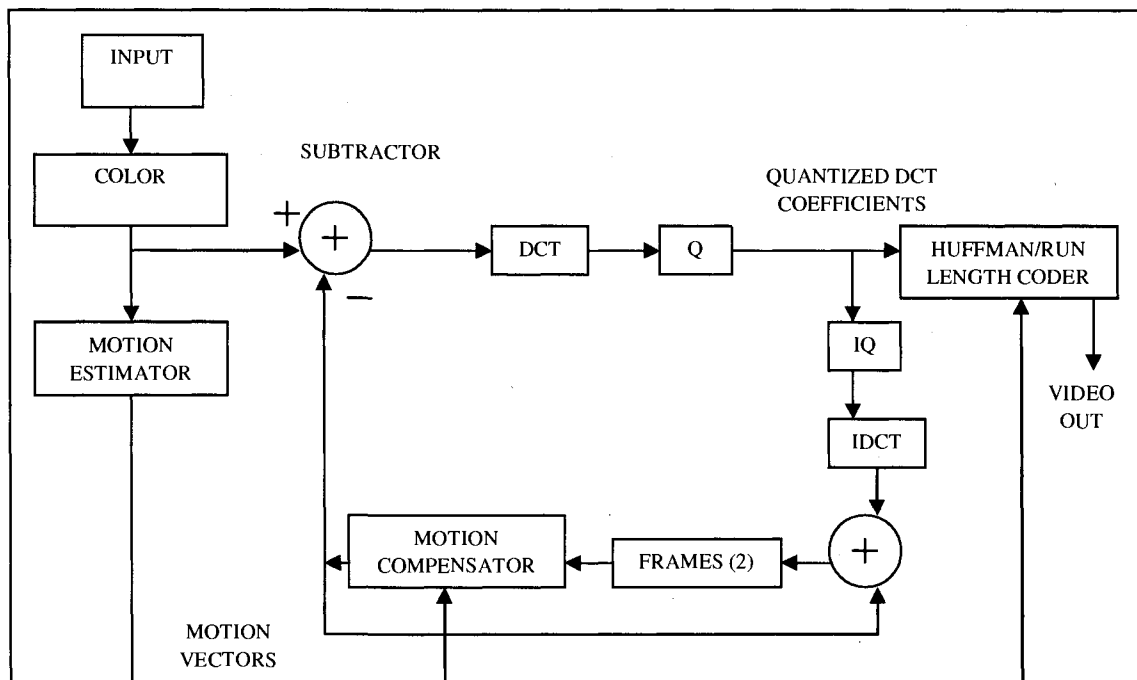 INPUT
COLOR
SUBTRACTOR
QUANTIZED DCT
COEFFICIENTS
+
+
DCT
Q
HUFFMAN/RUN
LENGTH CODER
−
MOTION
ESTIMATOR
IQ
VIDEO
OUT
IDCT
MOTION
COMPENSATOR
FRAMES (2)
+
MOTION
VECTORS